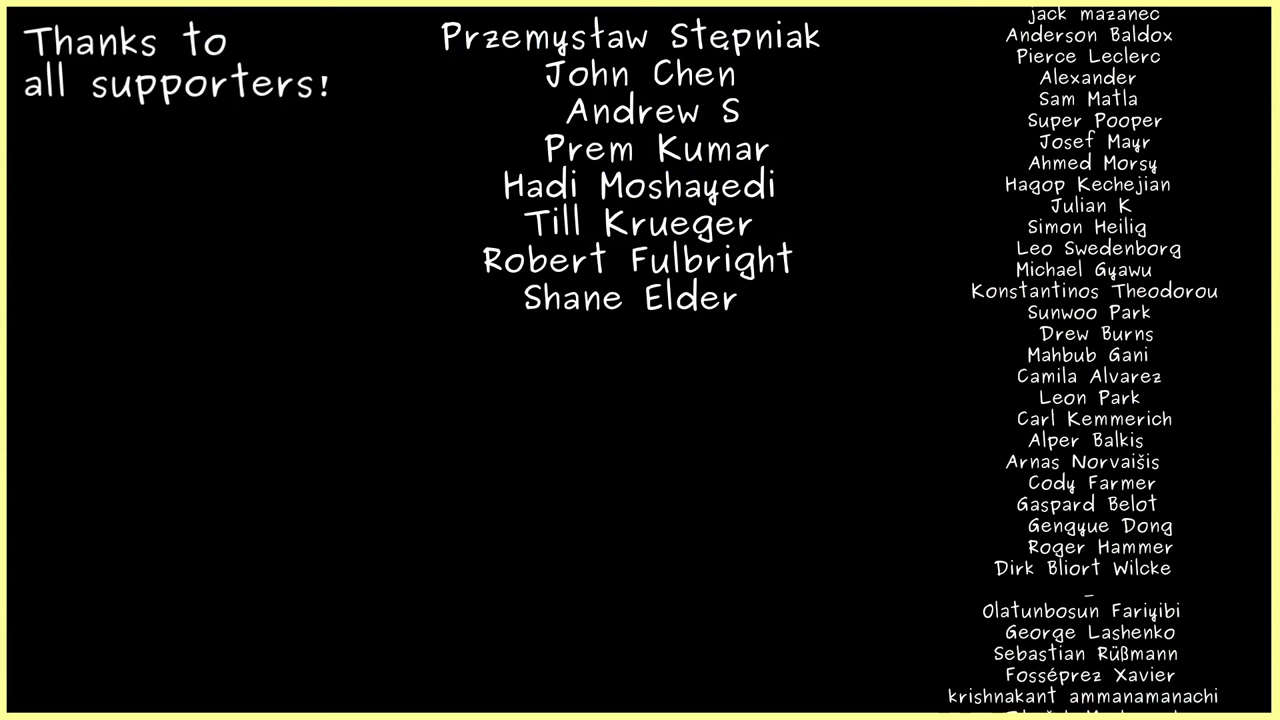 Thanks to
all supporters!
Przemysław Stępniak
John Chen
Andrew S
Prem Kumar
Hadi Moshayedi
Till Krueger
Robert Fulbright
Shane Elder
jack mazanec
Anderson Baldox
Pierce Leclerc
Alexander
Sam Matla
Super Pooper
Josef Mayr
Ahmed Morsy
Hagop Kechejian
Julian K
Simon Heilig
Leo Swedenborg
Michael Gyawu
Konstantinos Theodorou
Sunwoo Park
Drew Burns
Mahbub Gani
Camila Alvarez
Leon Park
Carl Kemmerich
Alper Balkis
Arnas Norvaišis
Cody Farmer
Gaspard Belot
Gengyue Dong
Roger Hammer
Dirk Bliort Wilcke
_
Olatunbosun Fariyibi
George Lashenko
Sebastian Rüßmann
Fosséprez Xavier
krishnakant ammanamanachi